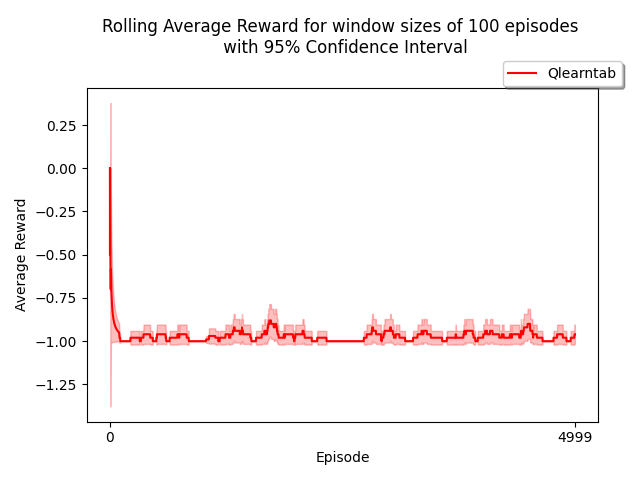 Rolling Average Reward for window sizes of 100 episodes
with 95% Confidence Interval
Qlearntab
0.25
0.00
−0.25
−0.50
−0.75
−1.00
−1.25
Average Reward
0
4999
Episode